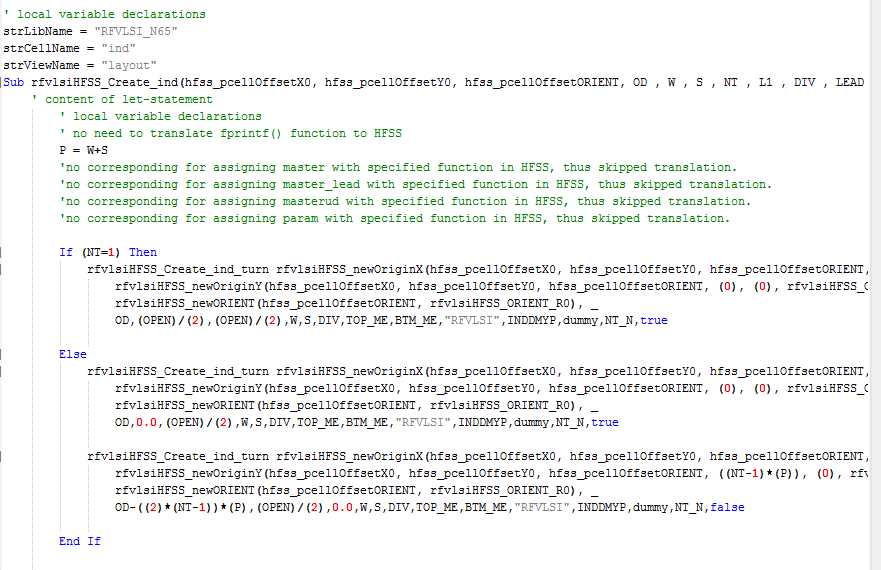 ' local variable declarations
strLibName = "RFVLSI_N65"
strCellName = "ind"
strViewName = "layout"
Sub rfvlsiHFSS_Create_ind(hfss_pcellOffsetX0, hfss_pcellOffsetY0, hfss_pcellOffsetORIENT, OD , W , S , NT , L1 , DIV , LEAD
' content of let-statement
' local variable declarations
' no need to translate fprintf() function to HFSS
P = W+S
'no corresponding for assigning master with specified function in HFSS, thus skipped translation.
'no corresponding for assigning master_lead with specified function in HFSS, thus skipped translation.
'no corresponding for assigning masterud with specified function in HFSS, thus skipped translation.
'no corresponding for assigning param with specified function in HFSS, thus skipped translation.
If (NT=1) Then
rfvlsiHFSS_Create_ind_turn rfvlsiHFSS_newOriginX(hfss_pcellOffsetX0, hfss_pcellOffsetY0, hfss_pcellOffsetORIENT,
rfvlsiHFSS_newOriginY(hfss_pcellOffsetX0, hfss_pcellOffsetY0, hfss_pcellOffsetORIENT, (0), (0), rfvlsiHFSS_
rfvlsiHFSS_newORIENT(hfss_pcellOffsetORIENT, rfvlsiHFSS_ORIENT_R0), _
OD,(OPEN)/(2),(OPEN)/(2),W,S,DIV,TOP_ME,BTM_ME,"RFVLSI",INDDMYP,dummy,NT_N,true
Else
rfvlsiHFSS_Create_ind_turn rfvlsiHFSS_newOriginX(hfss_pcellOffsetX0, hfss_pcellOffsetY0, hfss_pcellOffsetORIENT,
rfvlsiHFSS_newOriginY(hfss_pcellOffsetX0, hfss_pcellOffsetY0, hfss_pcellOffsetORIENT, (0), (0), rfvlsiHFSS_
rfvlsiHFSS_newORIENT(hfss_pcellOffsetORIENT, rfvlsiHFSS_ORIENT_R0), _
OD,0.0,(OPEN)/(2),W,S,DIV,TOP_ME,BTM_ME,"RFVLSI",INDDMYP,dummy,NT_N,true
rfvlsiHFSS_Create_ind_turn rfvlsiHFSS_newOriginX(hfss_pcellOffsetX0, hfss_pcellOffsetY0, hfss_pcellOffsetORIENT,
rfvlsiHFSS_newOriginY(hfss_pcellOffsetX0, hfss_pcellOffsetY0, hfss_pcellOffsetORIENT, ((NT-1)*(P)), (0), rfv
rfvlsiHFSS_newORIENT(hfss_pcellOffsetORIENT, rfvlsiHFSS_ORIENT_R0), _
OD-((2)*(NT-1))*(P),(OPEN)/(2),0.0,W,S,DIV,TOP_ME,BTM_ME,"RFVLSI",INDDMYP,dummy,NT_N,false
End If